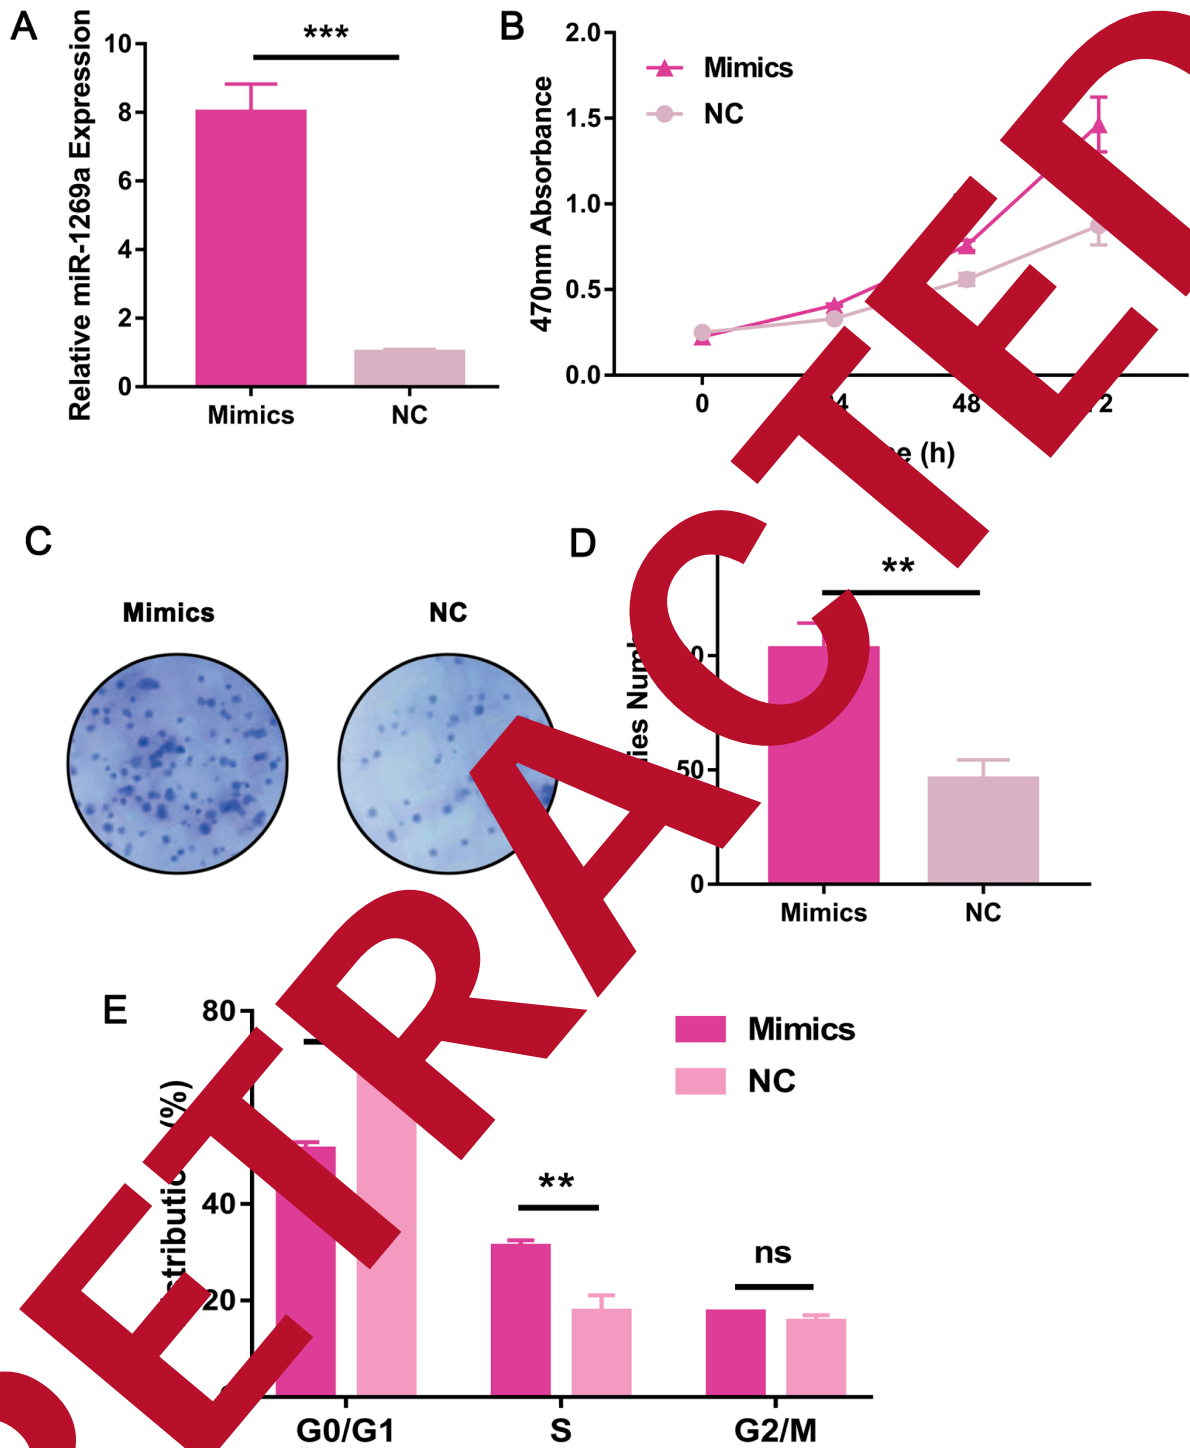 A
Relative miR-1269a Expression
10
8
6
4
2
0
***
Mimics
NC
B
470nm Absorbance
2.0
1.5
1.0
0.5
0.0
Mimics
NC
0
48
(h)
C
Mimics
NC
D
**
50
0
Mimics
NC
E
(%)
80
40
20
Mimics
NC
**
ns
G0/G1
S
G2/M
RETRACTED